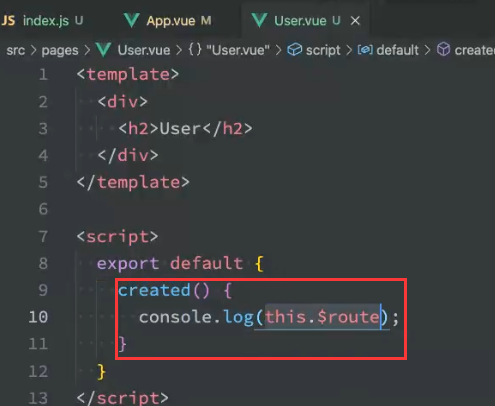 JS index.js App.vue M User.vue U ×
src > pages > User.vue > {} "User.vue" > script > default > create
1 <template>
2 <div>
3 <h2>User</h2>
4 </div>
5 </template>
6
7 <script>
8 export default {
9 created() {
10 console.log(this.$route);
11 }
12 }
13 </script>